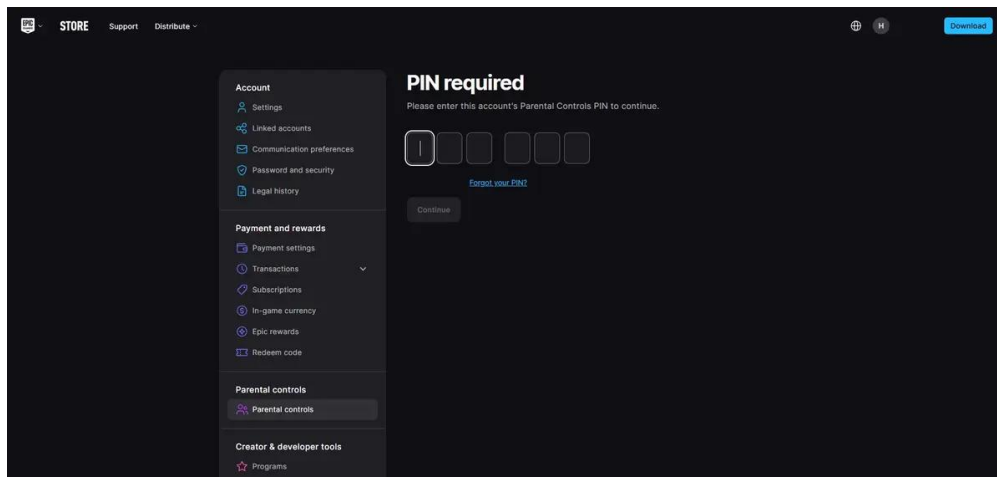 EPIC
STORE
Support
Distribute
H
Download
Account
Settings
Linked accounts
Communication preferences
Password and security
Legal history
Payment and rewards
Payment settings
Transactions
Subscriptions
In-game currency
Epic rewards
Redeem code
Parental controls
Parental controls
Creator & developer tools
Programs
PIN required
Please enter this account's Parental Controls PIN to continue.
Forgot your PIN?
Continue